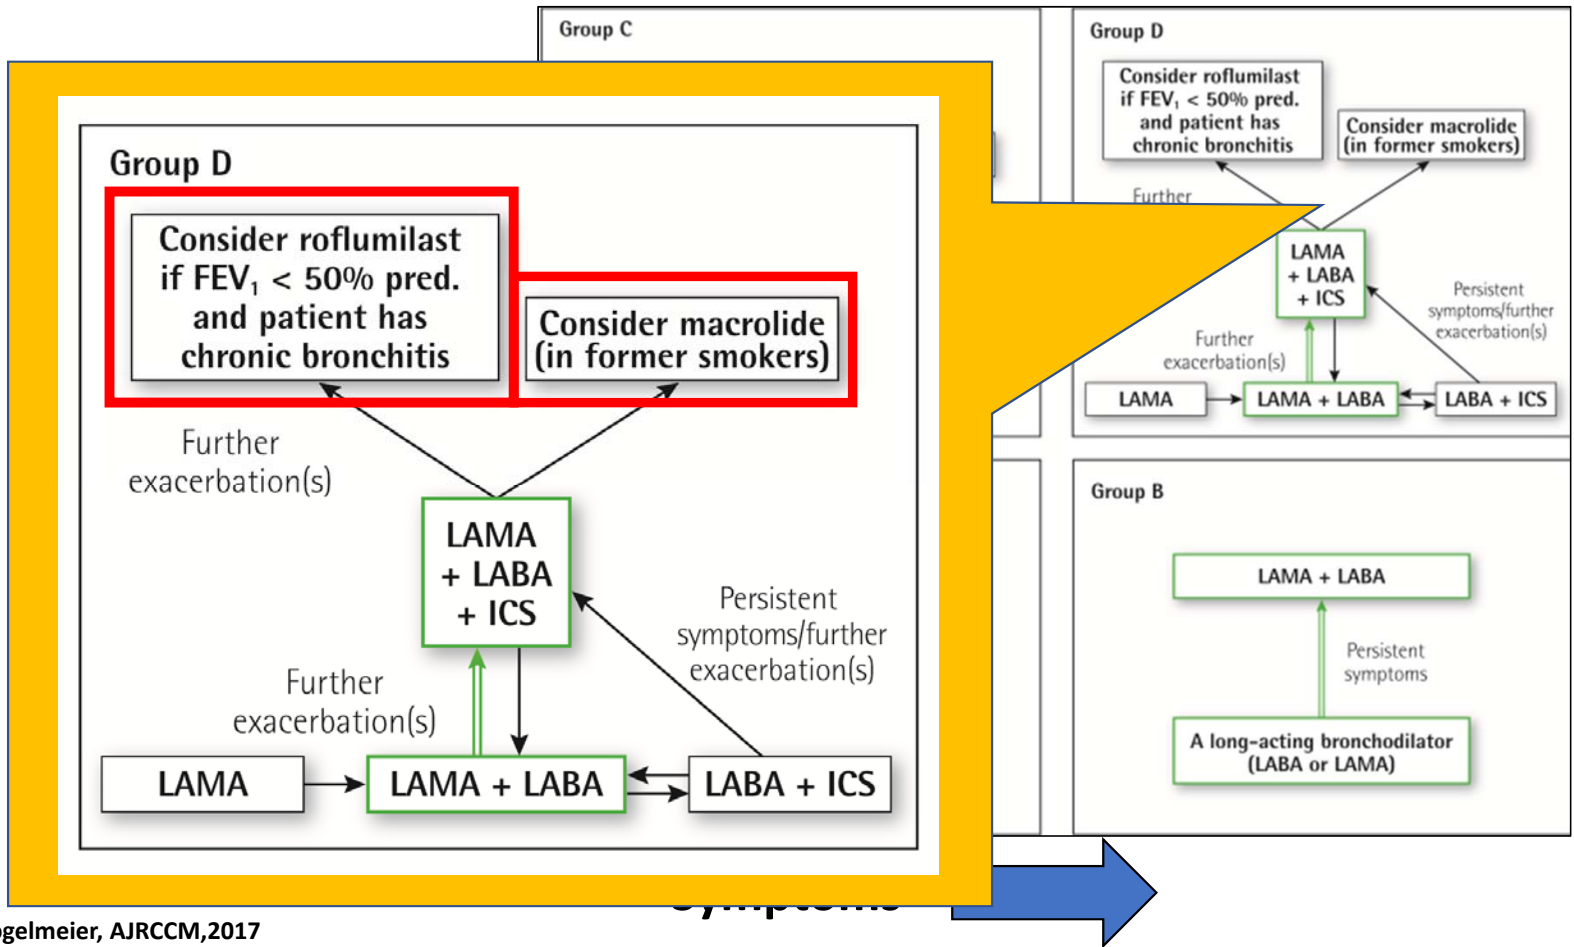 Group C
Group D
Consider roflumilast
if FEV₁ < 50% pred.
and patient has
chronic bronchitis
Consider macrolide
(in former smokers)
Further
exacerbation(s)
LAMA
+ LABA
+ ICS
Persistent
symptoms/further
exacerbation(s)
Further
exacerbation(s)
LAMA
LAMA + LABA
LABA + ICS
Group D
Consider roflumilast
if FEV₁ < 50% pred.
and patient has
chronic bronchitis
Consider macrolide
(in former smokers)
Further
LAMA
+ LABA
+ ICS
Persistent
symptoms/further
exacerbation(s)
Further
exacerbation(s)
LAMA
LAMA + LABA
LABA + ICS
Group B
LAMA + LABA
Persistent
symptoms
A long-acting bronchodilator
(LABA or LAMA)
Symptoms
ogelmeier, AJRCCM,2017